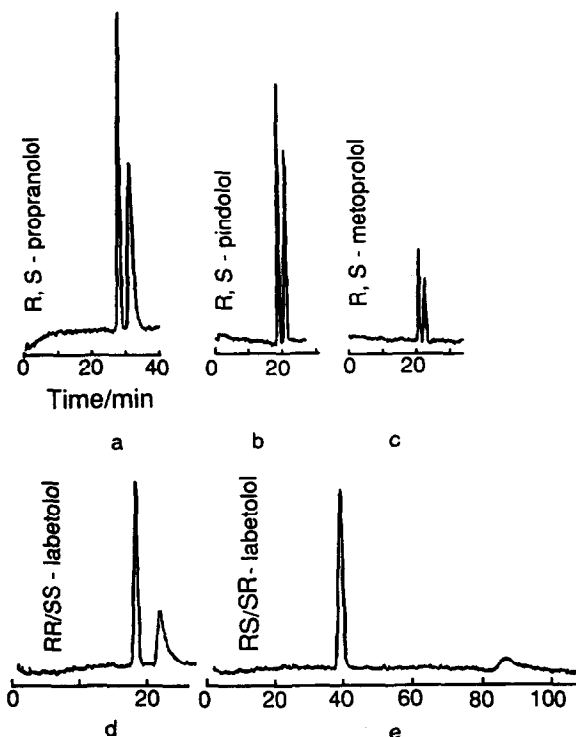 R, S - propranolol
R, S - pindolol
R, S - metoprolol
0 20 40
0 20
0 20
Time/min
a b c
RR/SS - labetolol
RS/SR - labetolol
0 20
0 20 40 60 80 100
d e